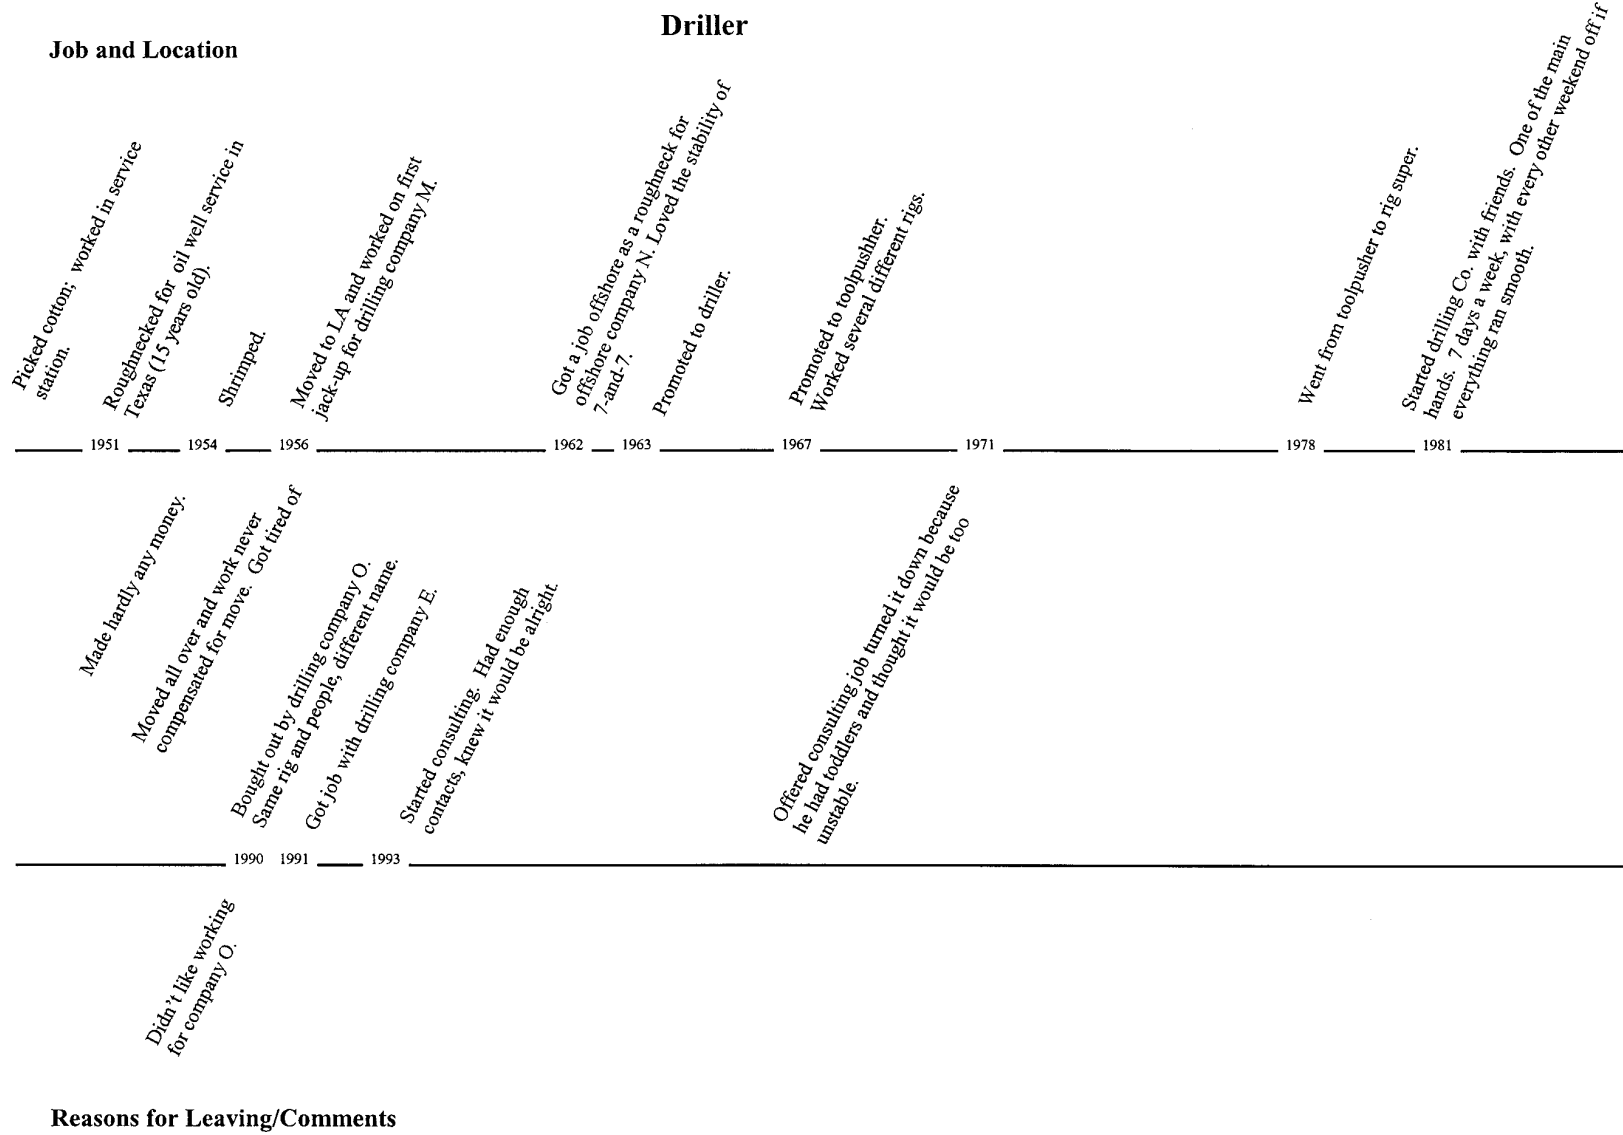 Driller
Job and Location
Picked cotton; worked in service
station.
Roughnecked for oil well service in
Texas (15 years old).
Shrimped.
Moved to LA and worked on first
jack-up for drilling company M.
Got a job offshore as a roughneck for
offshore company N. Loved the stability of
7-and-7.
Promoted to driller.
Promoted to toolpushher.
Worked several different rigs.
Went from toolpusher to rig super.
Started drilling Co. with friends. One of the main
hands. 7 days a week, with every other weekend off if
everything ran smooth.
1951 1954 1956 1962 1963 1967 1971 1978 1981
Made hardly any money.
Moved all over and work never
compensated for move. Got tired of
Bought out by drilling company O.
Same rig and people, different name.
Got job with drilling company E.
Started consulting. Had enough
contacts, knew it would be alright.
Offered consulting job turned it down because
he had toddlers and thought it would be too
unstable.
1990 1991 1993
Didn't like working
for company O.
Reasons for Leaving/Comments